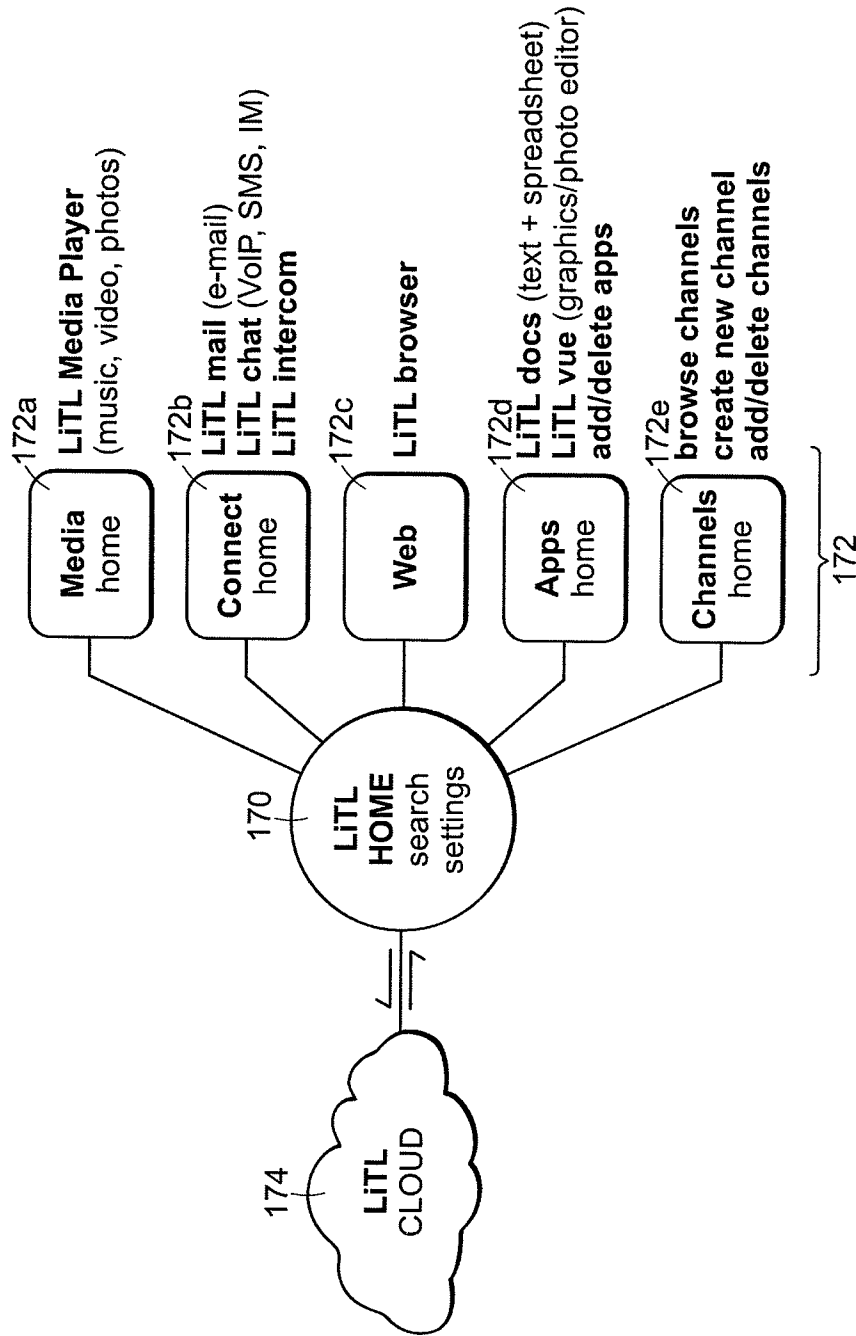 174
LiTL
CLOUD
170
LiTL
HOME
search
settings
172a
Media
home
LiTL Media Player
(music, video, photos)
172b
Connect
home
LiTL mail (e-mail)
LiTL chat (VoIP, SMS, IM)
LiTL intercom
172c
Web
LiTL browser
172d
Apps
home
LiTL docs (text + spreadsheet)
LiTL vue (graphics/photo editor)
add/delete apps
172e
Channels
home
browse channels
create new channel
add/delete channels
172